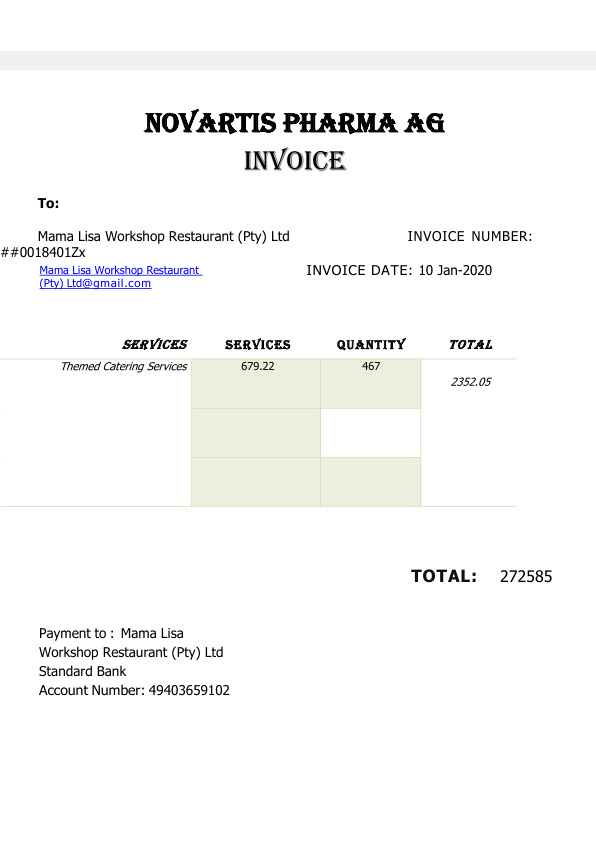 NOVARTIS PHARMA AG
INVOICE
To:
Mama Lisa Workshop Restaurant (Pty) Ltd INVOICE NUMBER:
##0018401Zx
Mama Lisa Workshop Restaurant
(Pty) Ltd@gmail.com
INVOICE DATE: 10 Jan-2020
SERVICES SERVICES QUANTITY TOTAL
Themed Catering Services 679.22 467
2352.05
TOTAL: 272585
Payment to : Mama Lisa
Workshop Restaurant (Pty) Ltd
Standard Bank
Account Number: 49403659102